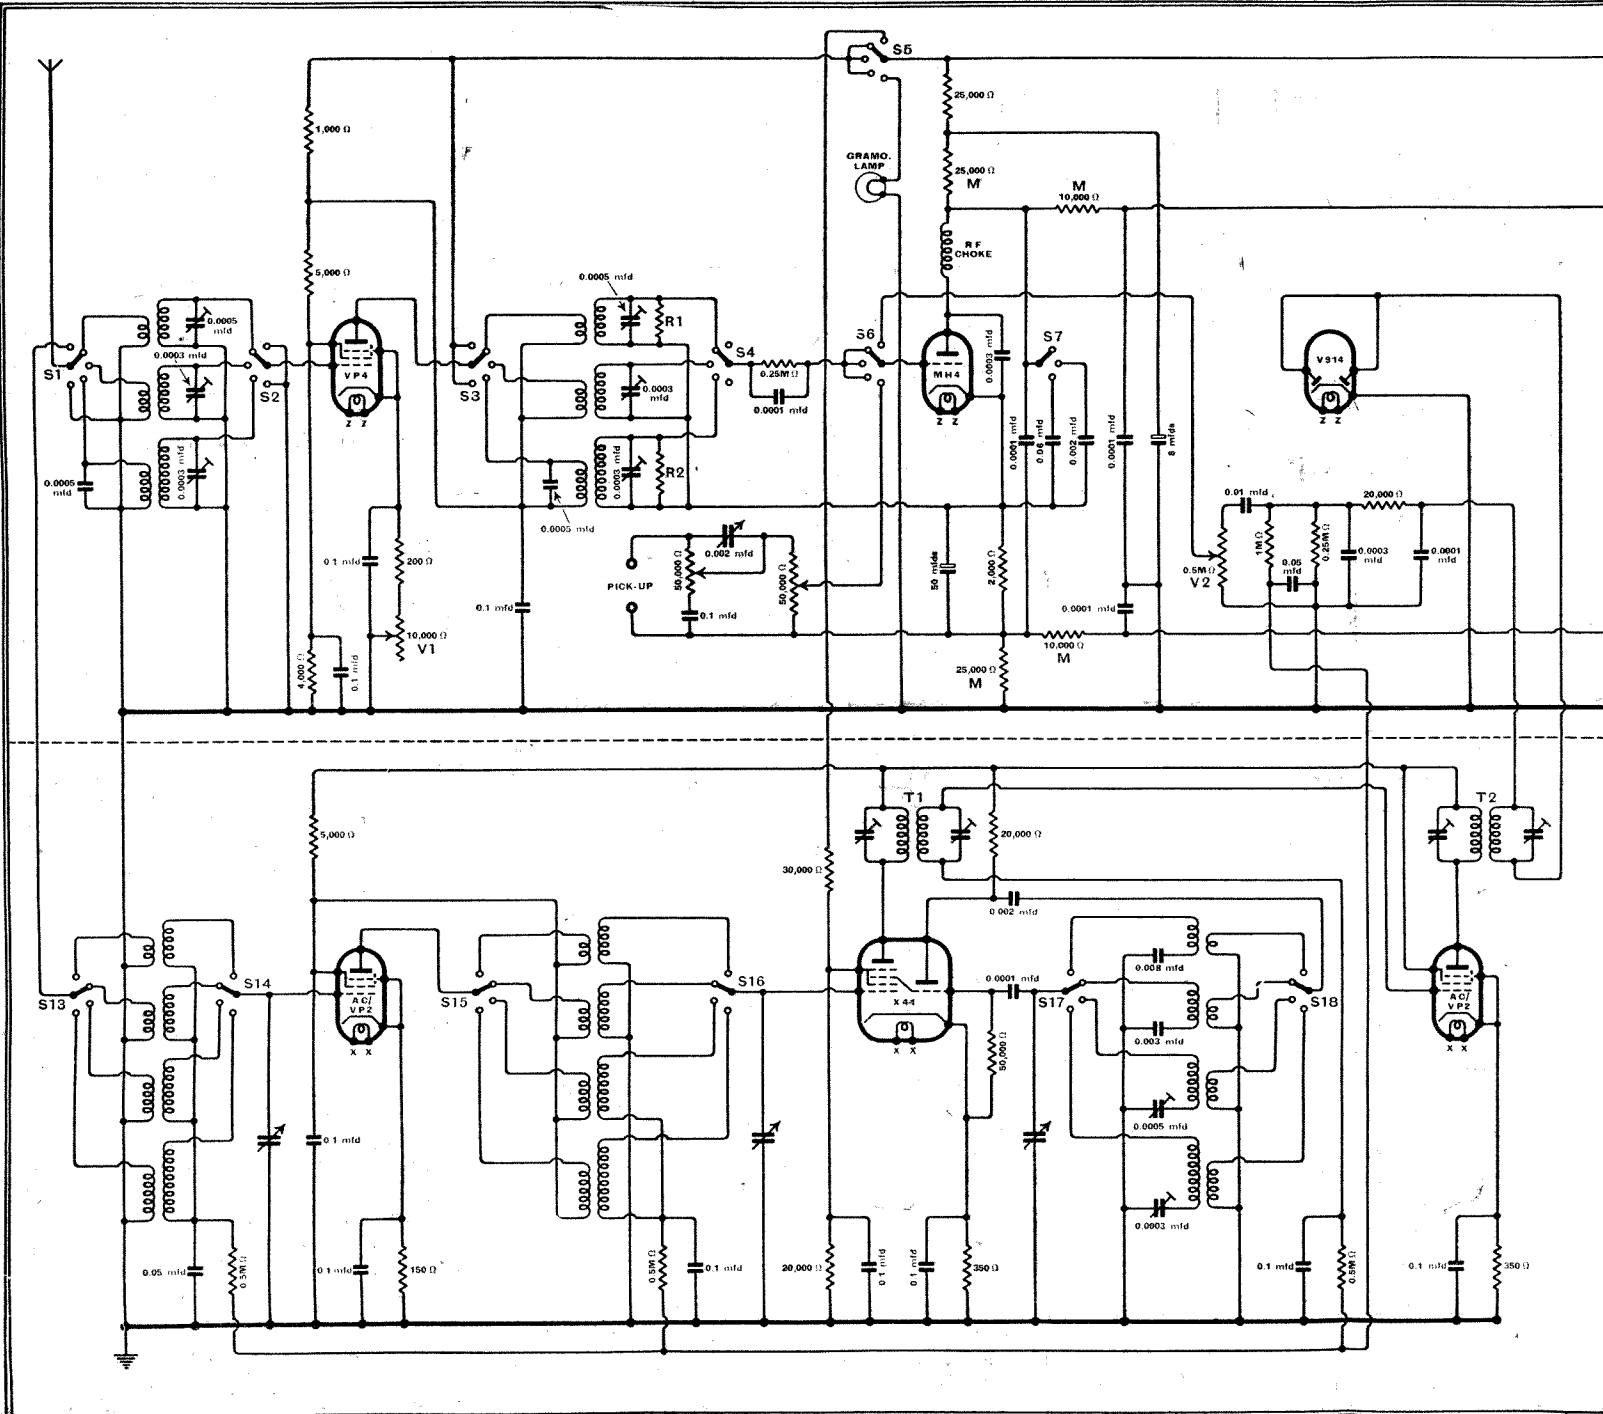 S5
25,000 Ω
1,000 Ω
GRAMO.
LAMP
25,000 Ω
M
M
10,000 Ω
5,000 Ω
RF
CHOKE
0.0005 mfd
0.0005
mfd
0.0003 mfd
R1
S1
S2
VP4
Z Z
S3
0.0003
mfd
S4
0.25MΩ
0.0001 mfd
S6
MH4
Z Z
0.0003 mfd
S7
V914
Z Z
0.0005
mfd
0.0003 mfd
0.0003 mfd
R2
0.0005 mfd
0.0001 mfd
0.06 mfd
0.002 mfd
0.0001 mfd
8 mfds
0.01 mfd
20,000 Ω
0.1 mfd
200 Ω
0.1 mfd
PICK-UP
50,000 Ω
0.002 mfd
50,000 Ω
0.1 mfd
50 mfds
2,000 Ω
0.0001 mfd
0.5MΩ
V2
1MΩ
0.05
mfd
0.25MΩ
0.0003
mfd
0.0001
mfd
10,000 Ω
V1
4,000 Ω
0.1 mfd
10,000 Ω
M
25,000 Ω
M
T1
T2
5,000 Ω
20,000 Ω
30,000 Ω
0.002 mfd
S13
S14
AC/
VP2
X X
S15
S16
X44
X X
0.0001 mfd
S17
0.008 mfd
S18
AC/
VP2
X X
50,000 Ω
0.003 mfd
0.0005 mfd
0.1 mfd
0.0003 mfd
0.05 mfd
0.5MΩ
0.1 mfd
150 Ω
0.5MΩ
0.1 mfd
20,000 Ω
0.1 mfd
0.1 mfd
350 Ω
0.1 mfd
0.5MΩ
0.1 mfd
350 Ω